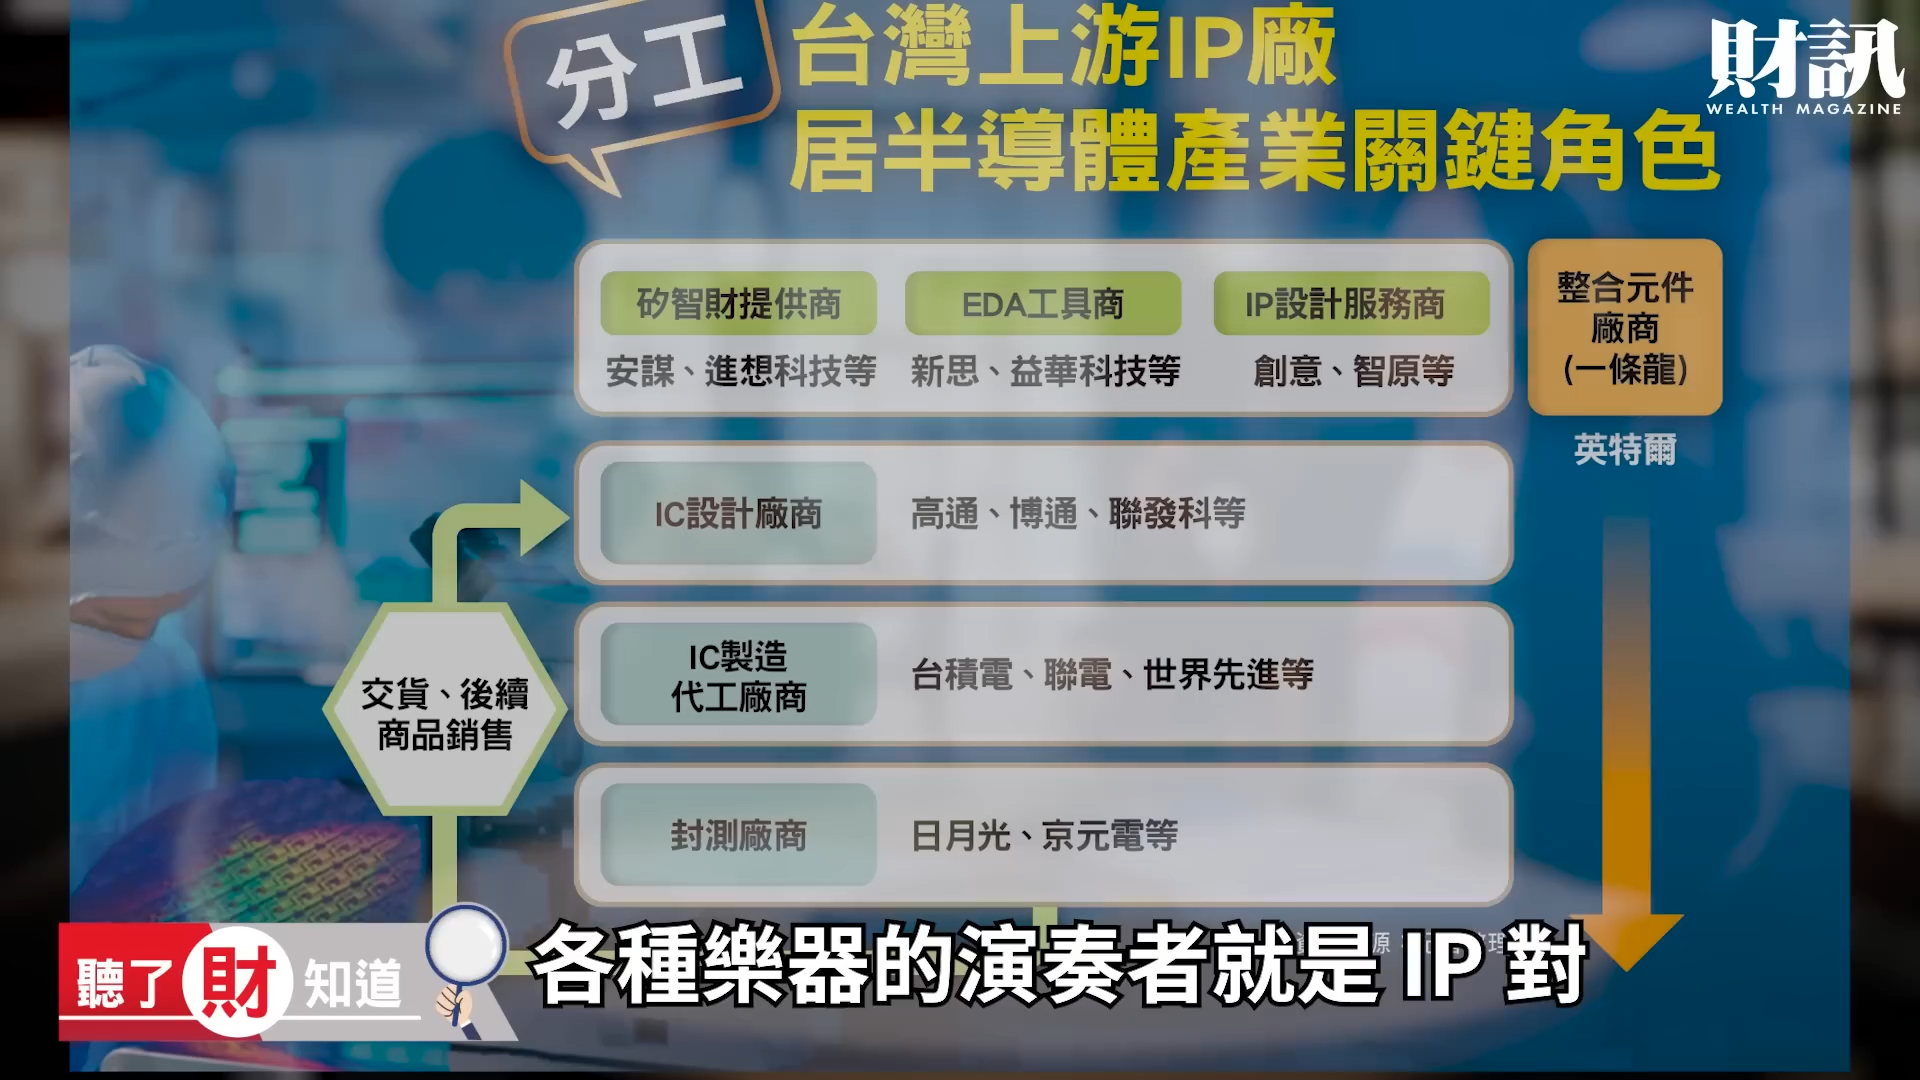 分工
台灣上游IP廠
居半導體產業關鍵角色
財訊
WEALTH MAGAZINE
矽智財提供商
EDA工具商
IP設計服務商
安謀、進想科技等
新思、益華科技等
創意、智原等
整合元件
廠商
(一條龍)
英特爾
IC設計廠商
高通、博通、聯發科等
IC製造
代工廠商
台積電、聯電、世界先進等
交貨、後續
商品銷售
封測廠商
日月光、京元電等
聽了財知道
各種樂器的演奏者就是 IP 對